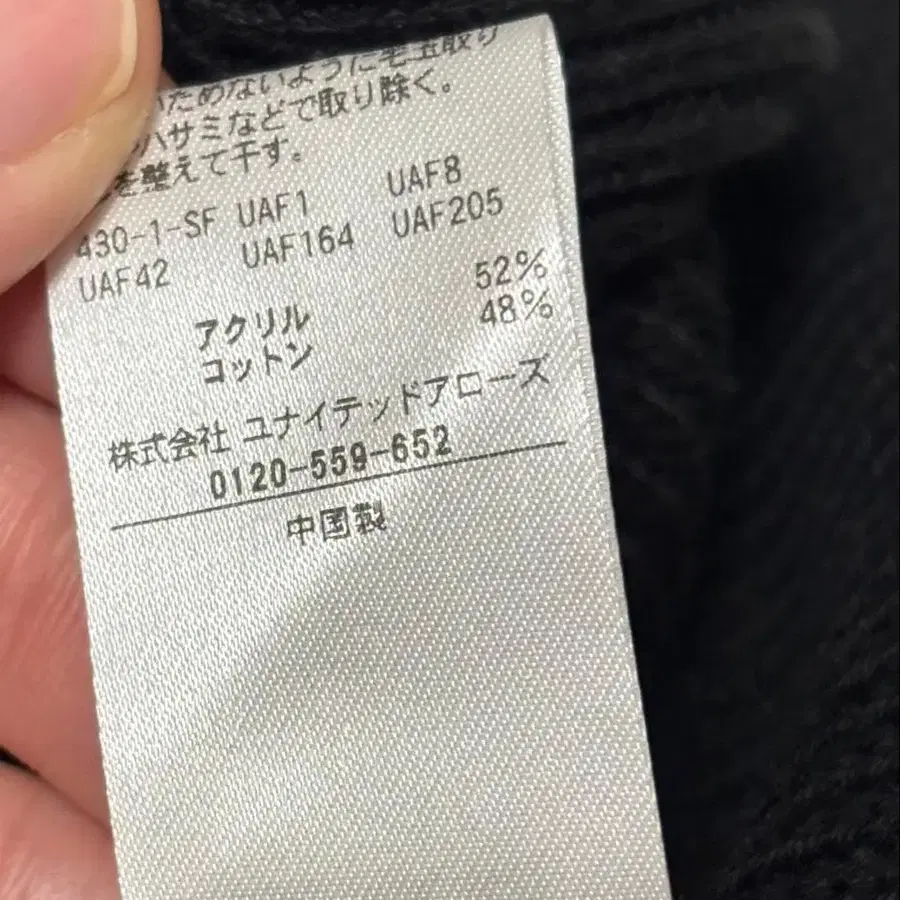 ためないように毛玉取り
ハサミなどで取り除く。
を整えて干す。
430-1-SF UAF1 UAF8
UAF42 UAF164 UAF205
アクリル 52%
コットン 48%
株式会社 ユナイテッドアローズ
0120-559-652
中国製